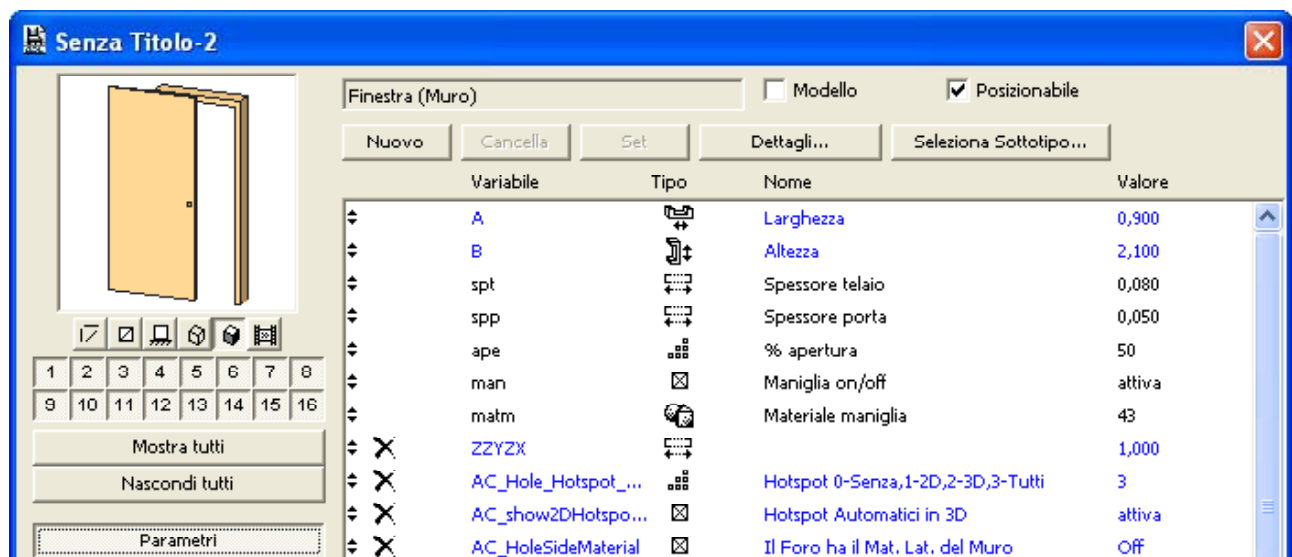 Senza Titolo-2
Finestra (Muro) Modello Posizionabile
Nuovo Cancella Set Dettagli... Seleziona Sottotipo...
Variabile Tipo Nome Valore
A Larghezza 0,900
B Altezza 2,100
spt Spessore telaio 0,080
spp Spessore porta 0,050
ape % apertura 50
man Maniglia on/off attiva
matm Materiale maniglia 43
ZZYZX 1,000
AC_Hole_Hotspot_... Hotspot 0-Senza,1-2D,2-3D,3-Tutti 3
AC_show2DHotspo... Hotspot Automatici in 3D attiva
AC_HoleSideMaterial Il Foro ha il Mat. Lat. del Muro Off
1 2 3 4 5 6 7 8
9 10 11 12 13 14 15 16
Mostra tutti
Nascondi tutti
Parametri